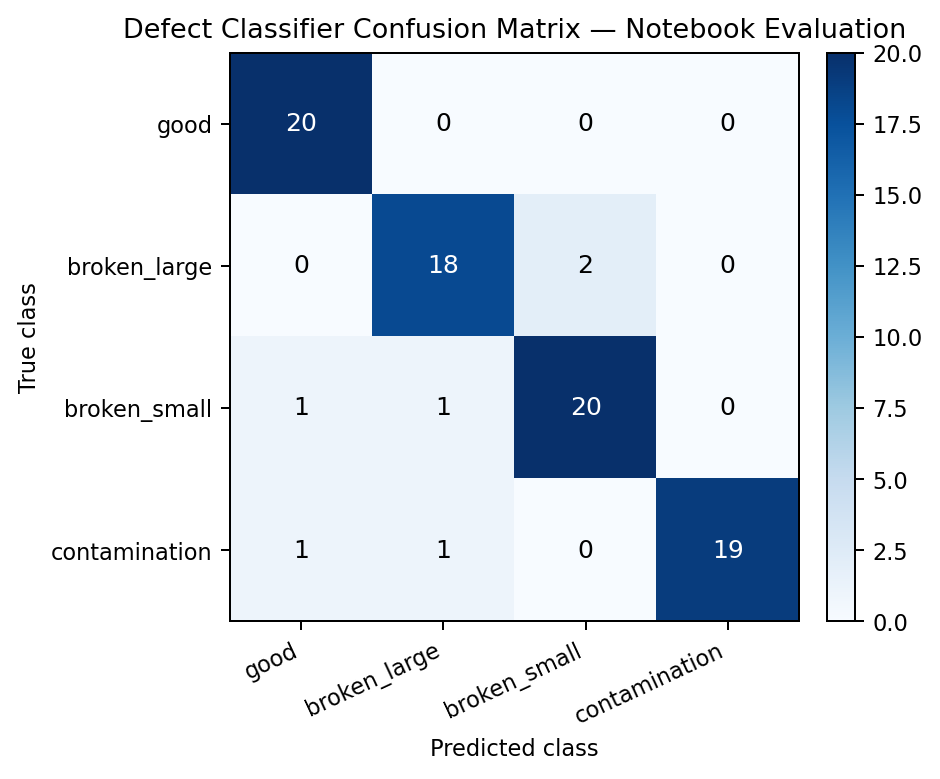 Defect Classifier Confusion Matrix — Notebook Evaluation
True class
good
20 0 0 0
broken_large
0 18 2 0
broken_small
1 1 20 0
contamination
1 1 0 19
good
broken_large
broken_small
contamination
Predicted class
20.0
17.5
15.0
12.5
10.0
7.5
5.0
2.5
0.0